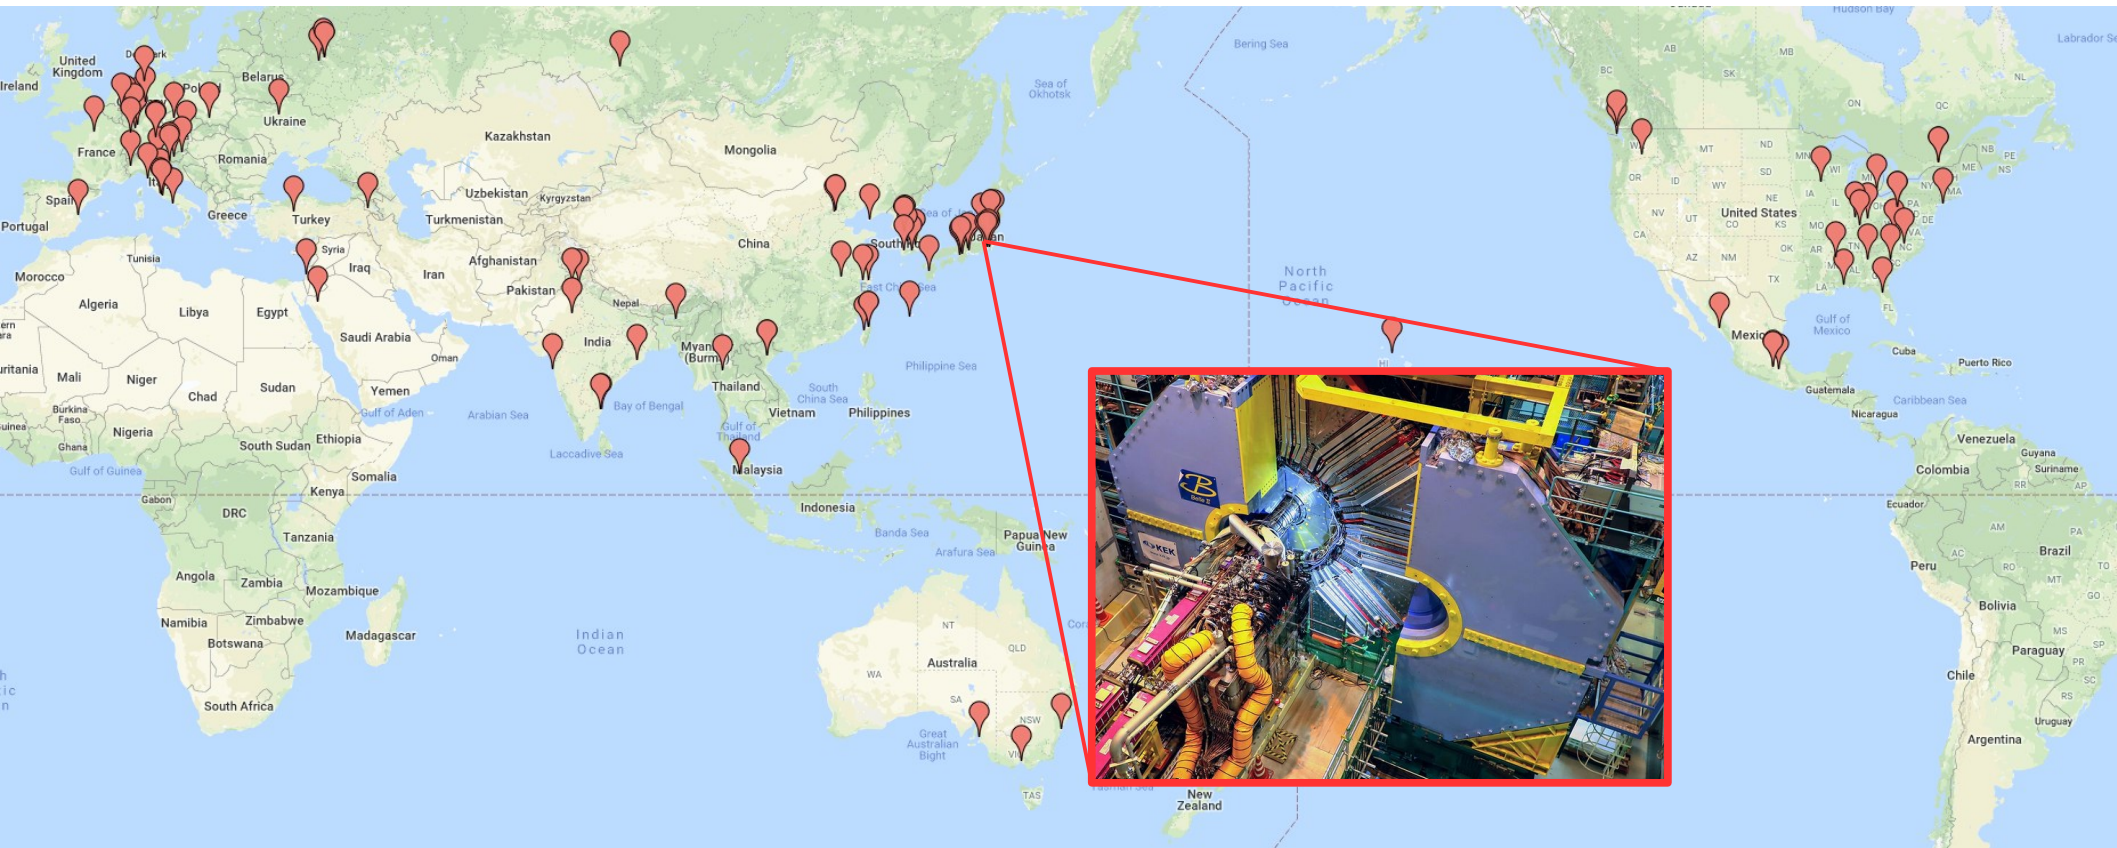 Hudson Bay
Labrador Se
Bering Sea
Sea of
Okhotsk
United
Kingdom
Ireland
Belarus
Ukraine
France
Romania
Spain
Portugal
Greece
Turkey
Kazakhstan
Mongolia
Uzbekistan
Kyrgyzstan
Turkmenistan
China
Syria
Iraq
Iran
Afghanistan
Pakistan
Nepal
India
Tunisia
Morocco
Algeria
Libya
Egypt
Saudi Arabia
Oman
Yemen
Gulf of Aden
Arabian Sea
Bay of Bengal
Laccadive Sea
Mali
Niger
Chad
Sudan
Burkina
Faso
Nigeria
Ghana
South Sudan
Ethiopia
Somalia
Gulf of Guinea
Gabon
Kenya
DRC
Tanzania
Angola
Zambia
Mozambique
Namibia
Zimbabwe
Botswana
Madagascar
South Africa
Indian
Ocean
East China Sea
Philippine Sea
South
China Sea
Thailand
Vietnam
Philippines
Gulf of
Thailand
Malaysia
Indonesia
Banda Sea
Arafura Sea
Papua New
Guinea
NT
QLD
Australia
WA
SA
NSW
Great
Australian
Bight
TAS
New
Zealand
North
Pacific
Ocean
HI
B
Belle II
KEK
AB
MB
BC
SK
NL
ON
QC
NB
PE
NS
ME
MT
ND
MN
OR
ID
WY
SD
WI
NE
IA
IL
NY
MA
PA
NV
UT
United States
CO
KS
MO
DE
VA
CA
OK
AR
TN
NC
AZ
NM
TX
LA
AL
FL
Gulf of
Mexico
Mexico
Cuba
Puerto Rico
Guatemala
Caribbean Sea
Nicaragua
Venezuela
Guyana
Colombia
Suriname
RR
AP
Ecuador
AM
PA
Brazil
AC
RO
TO
MT
GO
Peru
Bolivia
MS
SP
Paraguay
PR
SC
Chile
RS
Uruguay
Argentina